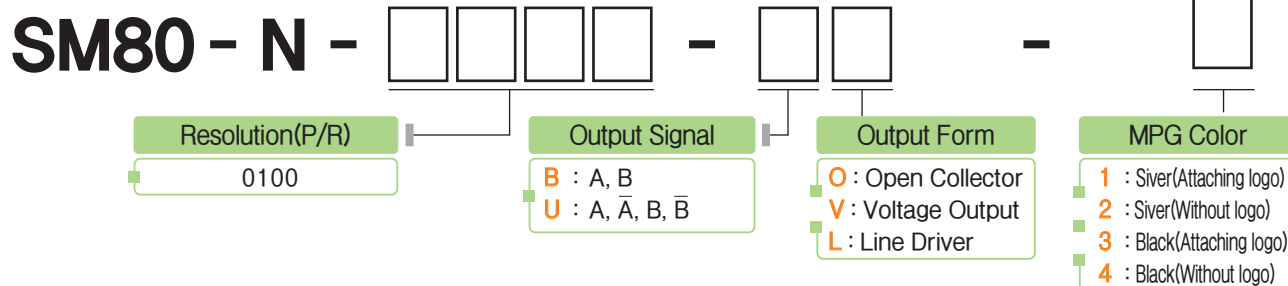 SM80 - N - □□□□ - □□ - □
Resolution(P/R)
0100
Output Signal
B : A, B
U : A, A̅, B, B̅
Output Form
O : Open Collector
V : Voltage Output
L : Line Driver
MPG Color
1 : Siver(Attaching logo)
2 : Siver(Without logo)
3 : Black(Attaching logo)
4 : Black(Without logo)